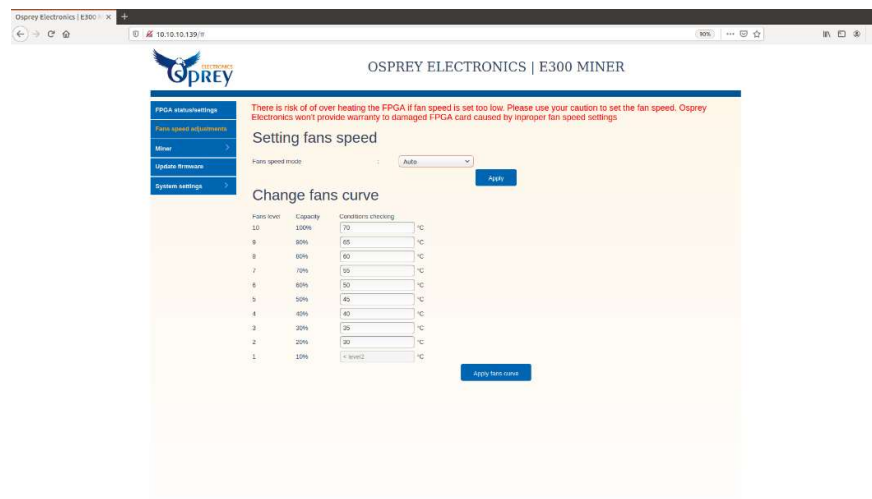 Osprey Electronics | E300
10.10.10.139/#
90%
ELECTRONICS
OSPREY
OSPREY ELECTRONICS | E300 MINER
FPGA status/settings
Fans speed adjustments
Miner
Update firmware
System settings
There is risk of of over heating the FPGA if fan speed is set too low. Please use your caution to set the fan speed. Osprey
Electronics won't provide warranty to damaged FPGA card caused by inproper fan speed settings
Setting fans speed
Fans speed mode : Auto
Apply
Change fans curve
Fans level Capacity Conditions checking
10 100% 70 °C
9 90% 65 °C
8 80% 60 °C
7 70% 55 °C
6 60% 50 °C
5 50% 45 °C
4 40% 40 °C
3 30% 35 °C
2 20% 30 °C
1 10% < level2 °C
Apply fans curve